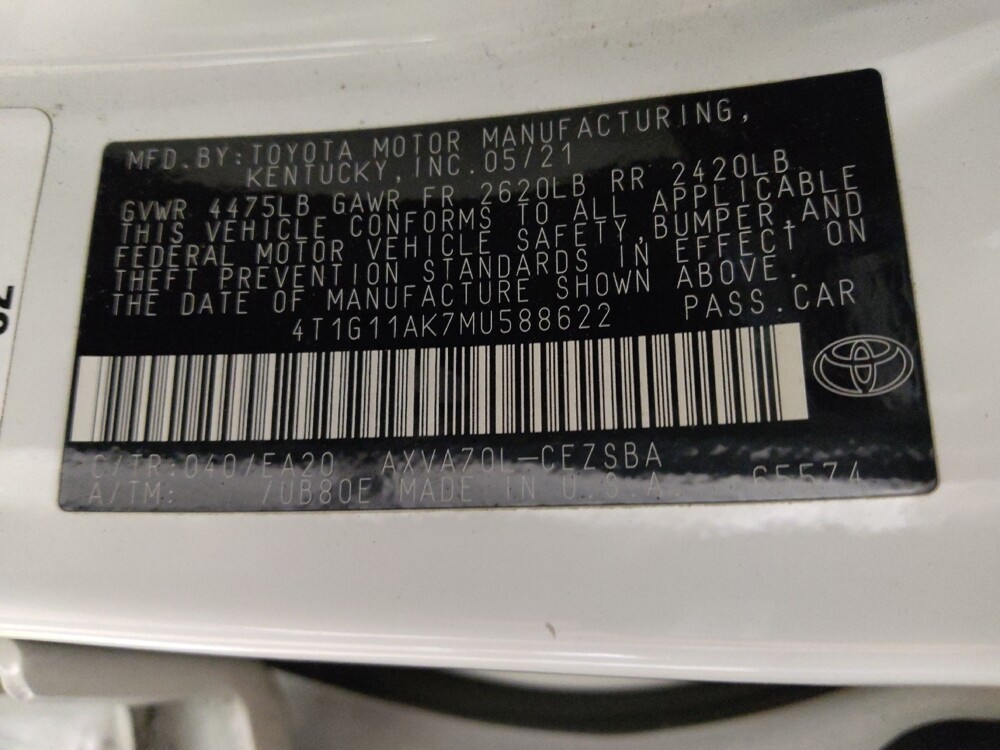 MFD.BY:TOYOTA MOTOR MANUFACTURING,
KENTUCKY,INC.05/21
GVWR 4475LB GAWR FR 2620LB RR 2420LB
THIS VEHICLE CONFORMS TO ALL APPLICABLE
FEDERAL MOTOR VEHICLE SAFETY,BUMPER,AND
THEFT PREVENTION STANDARDS IN EFFECT ON
THE DATE OF MANUFACTURE SHOWN ABOVE.
4T1G11AK7MU588622 PASS.CAR
C/TR:040/EA20 AXVA70L-CEZSBA
A/TM: /UB80E MADE IN U.S.A. 65574